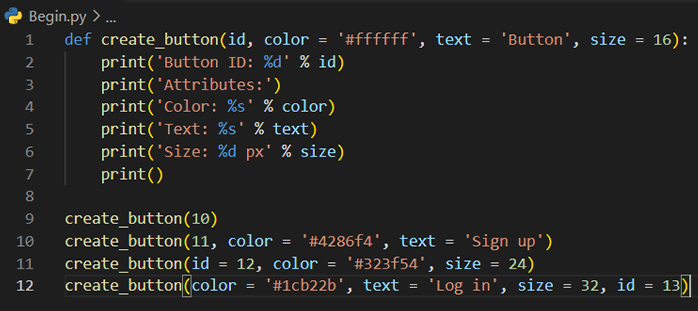 Begin.py > ...
1 def create_button(id, color = '#ffffff', text = 'Button', size = 16):
2     print('Button ID: %d' % id)
3     print('Attributes:')
4     print('Color: %s' % color)
5     print('Text: %s' % text)
6     print('Size: %d px' % size)
7     print()
8
9 create_button(10)
10 create_button(11, color = '#4286f4', text = 'Sign up')
11 create_button(id = 12, color = '#323f54', size = 24)
12 create_button(color = '#1cb22b', text = 'Log in', size = 32, id = 13)